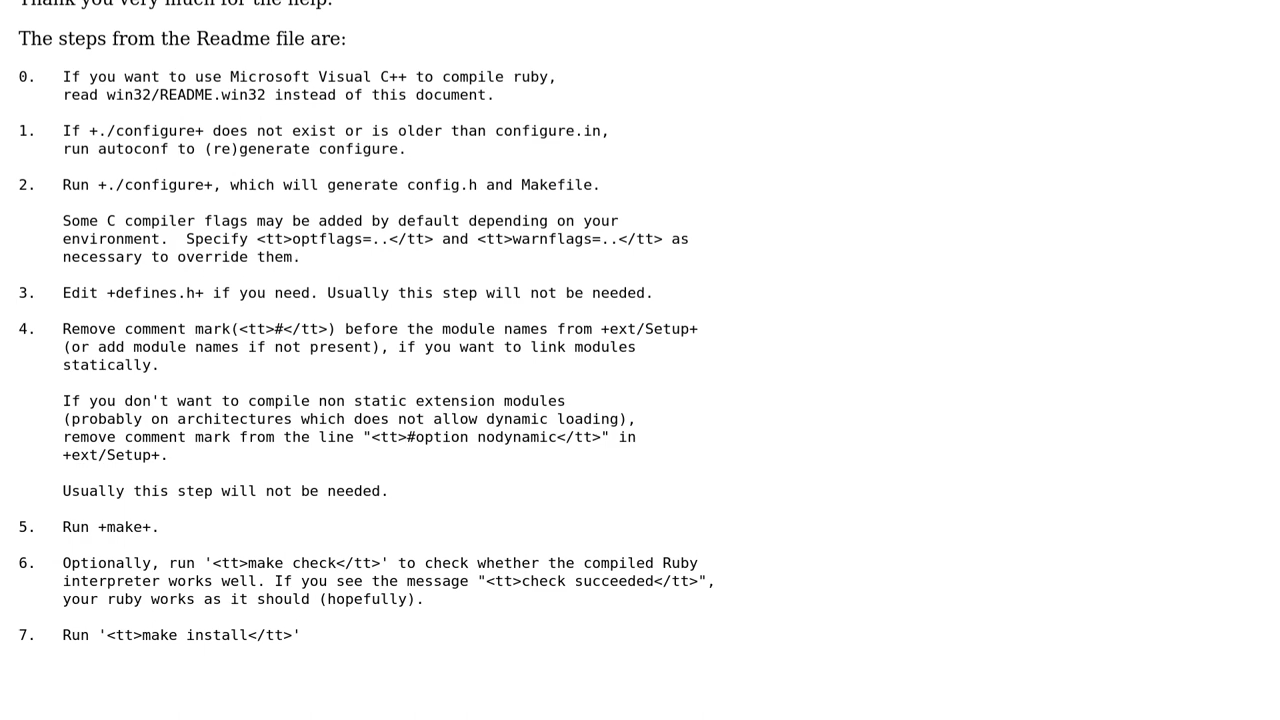 Thank you very much for the help.
The steps from the Readme file are:
0.   If you want to use Microsoft Visual C++ to compile ruby,
     read win32/README.win32 instead of this document.
1.   If +./configure+ does not exist or is older than configure.in,
     run autoconf to (re)generate configure.
2.   Run +./configure+, which will generate config.h and Makefile.
     Some C compiler flags may be added by default depending on your
     environment.  Specify <tt>optflags=..</tt> and <tt>warnflags=..</tt> as
     necessary to override them.
3.   Edit +defines.h+ if you need. Usually this step will not be needed.
4.   Remove comment mark(<tt>#</tt>) before the module names from +ext/Setup+
     (or add module names if not present), if you want to link modules
     statically.
     If you don't want to compile non static extension modules
     (probably on architectures which does not allow dynamic loading),
     remove comment mark from the line "<tt>#option nodynamic</tt>" in
     +ext/Setup+.
     Usually this step will not be needed.
5.   Run +make+.
6.   Optionally, run '<tt>make check</tt>' to check whether the compiled Ruby
     interpreter works well. If you see the message "<tt>check succeeded</tt>",
     your ruby works as it should (hopefully).
7.   Run '<tt>make install</tt>'